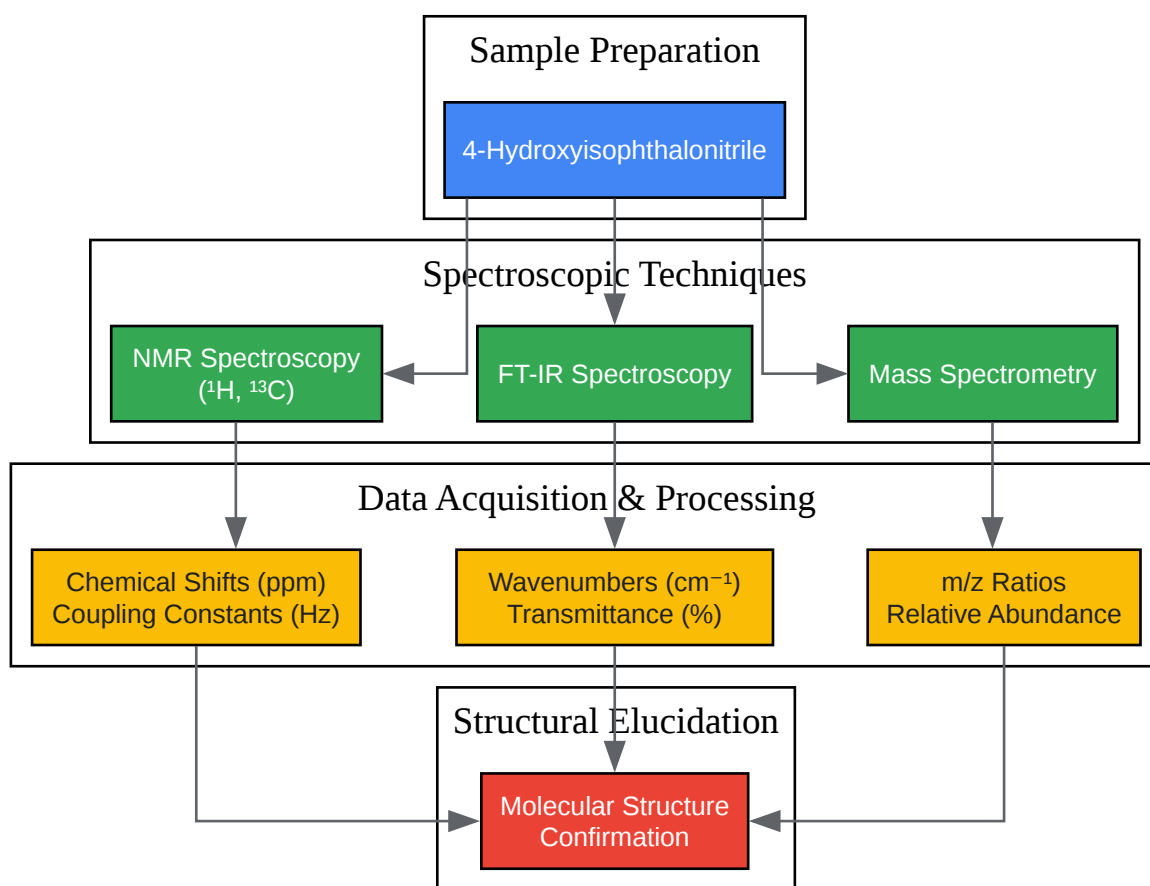 Sample Preparation
4-Hydroxyisophthalonitrile
Spectroscopic Techniques
NMR Spectroscopy
(¹H, ¹³C)
FT-IR Spectroscopy
Mass Spectrometry
Data Acquisition & Processing
Chemical Shifts (ppm)
Coupling Constants (Hz)
Wavenumbers (cm⁻¹)
Transmittance (%)
m/z Ratios
Relative Abundance
Structural Elucidation
Molecular Structure
Confirmation